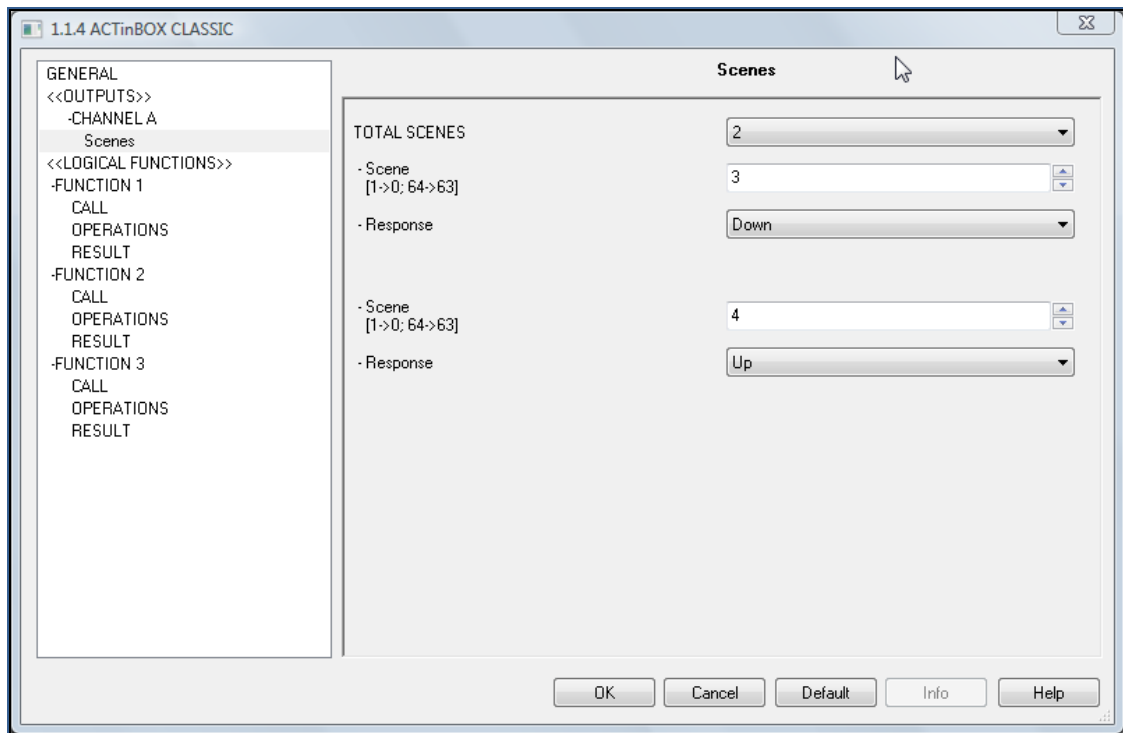 1.1.4 ACTinBOX CLASSIC
GENERAL
<<OUTPUTS>>
-CHANNEL A
Scenes
<<LOGICAL FUNCTIONS>>
-FUNCTION 1
CALL
OPERATIONS
RESULT
-FUNCTION 2
CALL
OPERATIONS
RESULT
-FUNCTION 3
CALL
OPERATIONS
RESULT
Scenes
TOTAL SCENES 2
- Scene
[1->0; 64->63] 3
- Response Down
- Scene
[1->0; 64->63] 4
- Response Up
OK Cancel Default Info Help